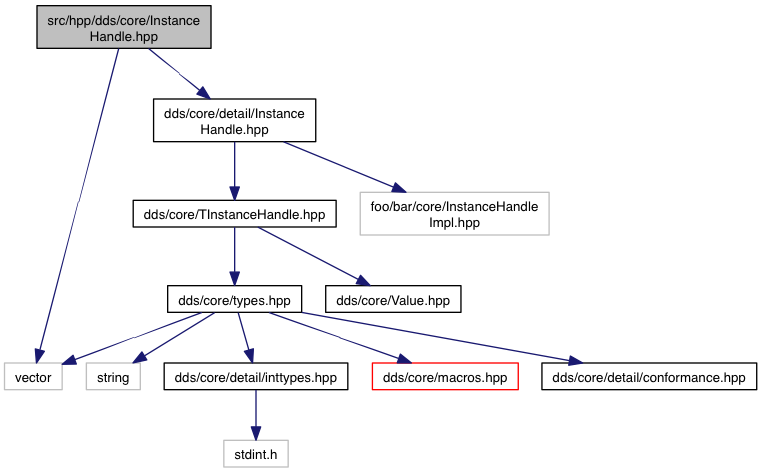 src/hpp/dds/core/Instance
Handle.hpp
dds/core/detail/Instance
Handle.hpp
dds/core/TInstanceHandle.hpp
foo/bar/core/InstanceHandle
Impl.hpp
dds/core/types.hpp
dds/core/Value.hpp
vector
string
dds/core/detail/inttypes.hpp
dds/core/macros.hpp
dds/core/detail/conformance.hpp
stdint.h